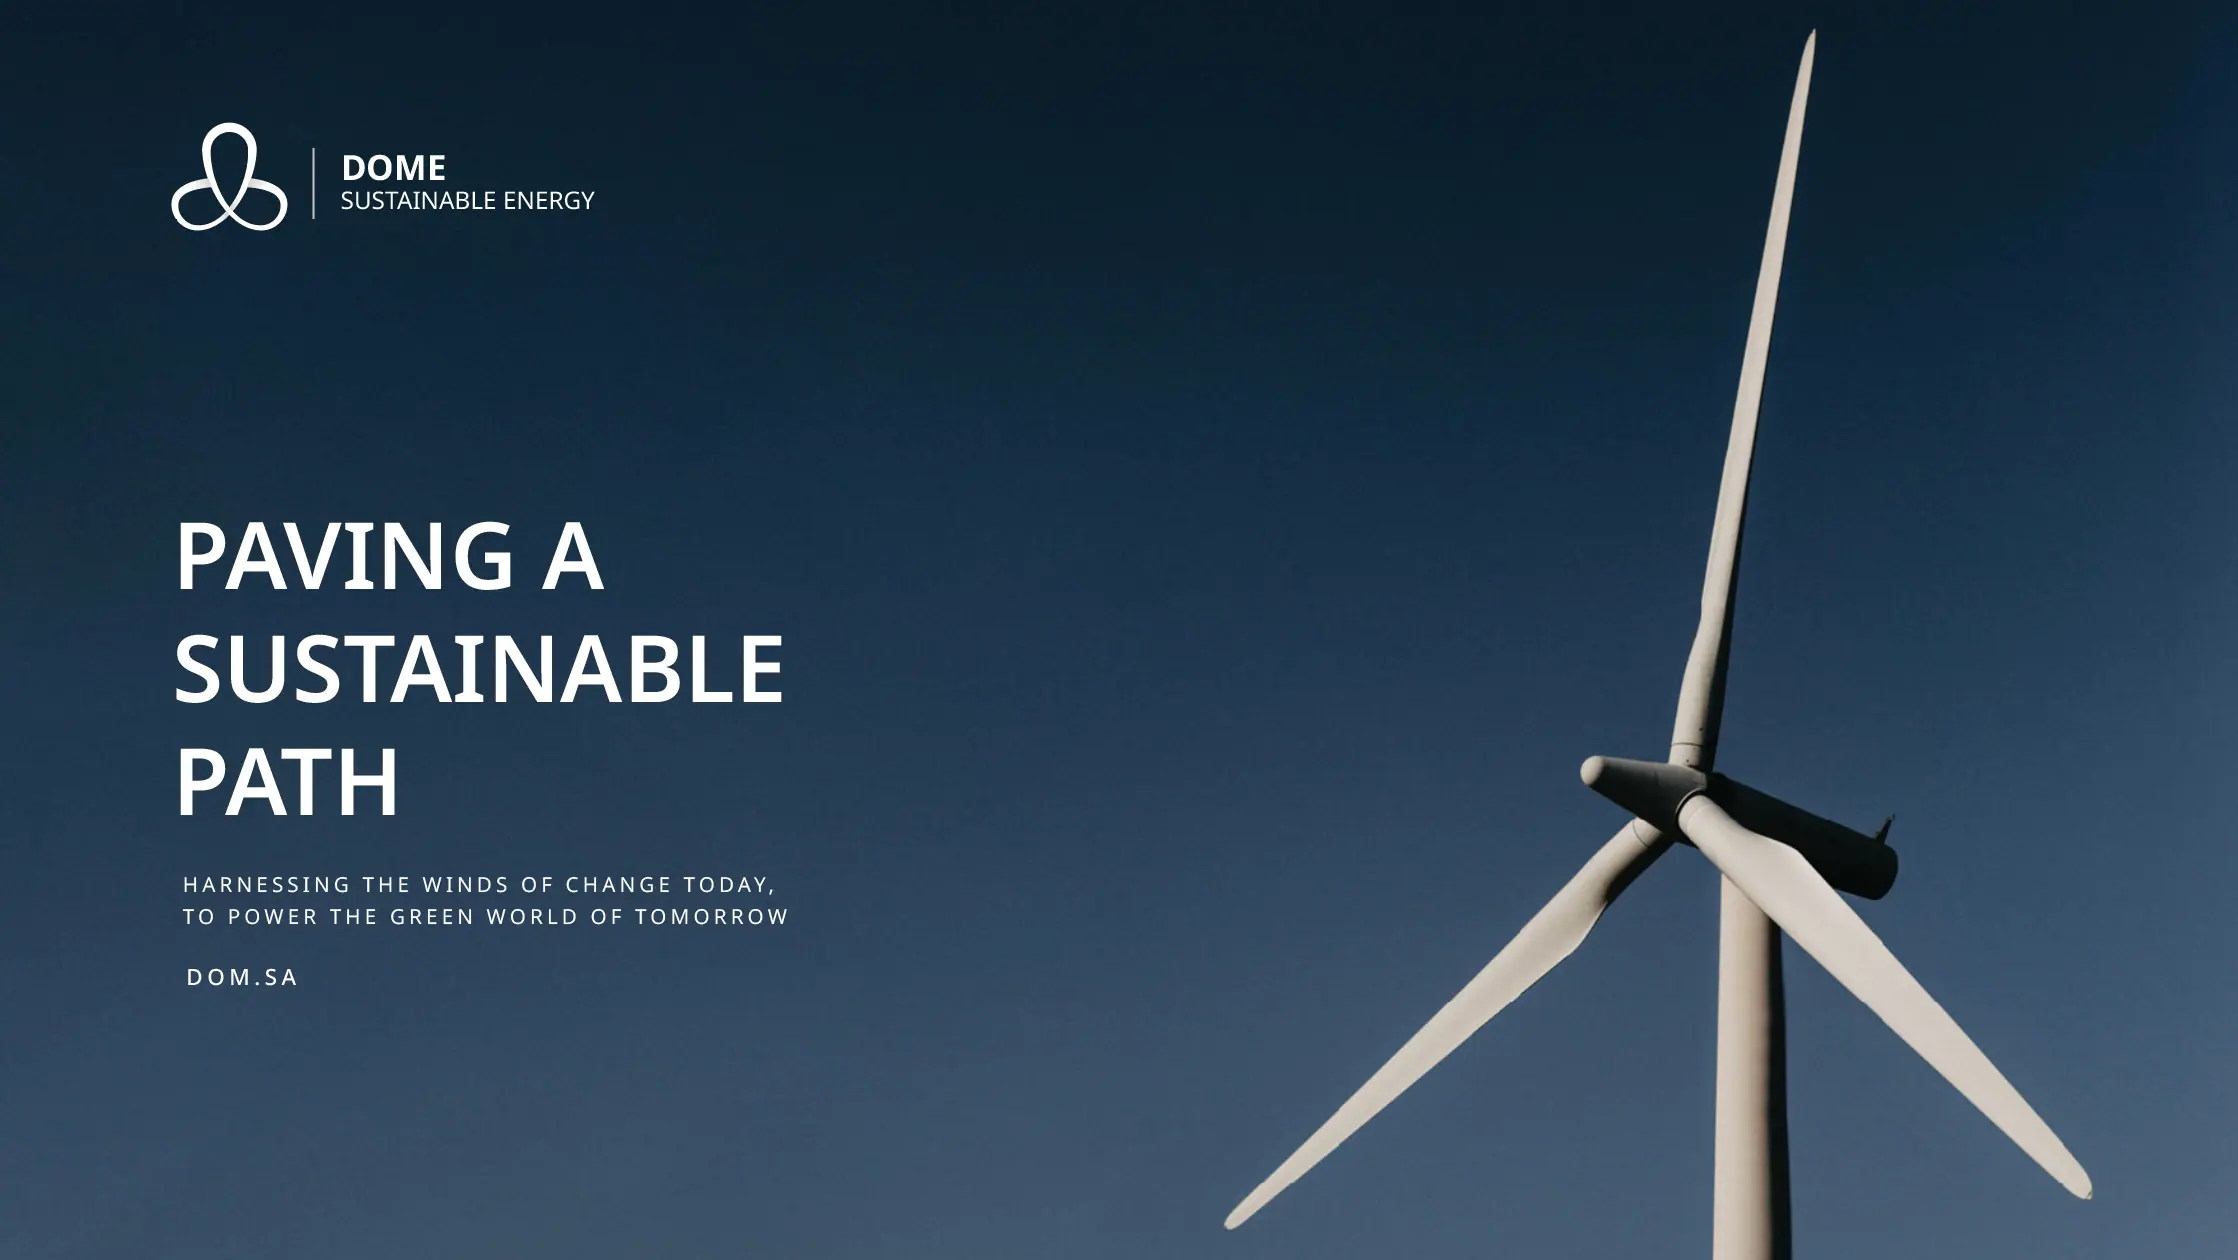 DOME
SUSTAINABLE ENERGY
PAVING A
SUSTAINABLE
PATH
HARNESSING THE WINDS OF CHANGE TODAY,
TO POWER THE GREEN WORLD OF TOMORROW
DOM.SA